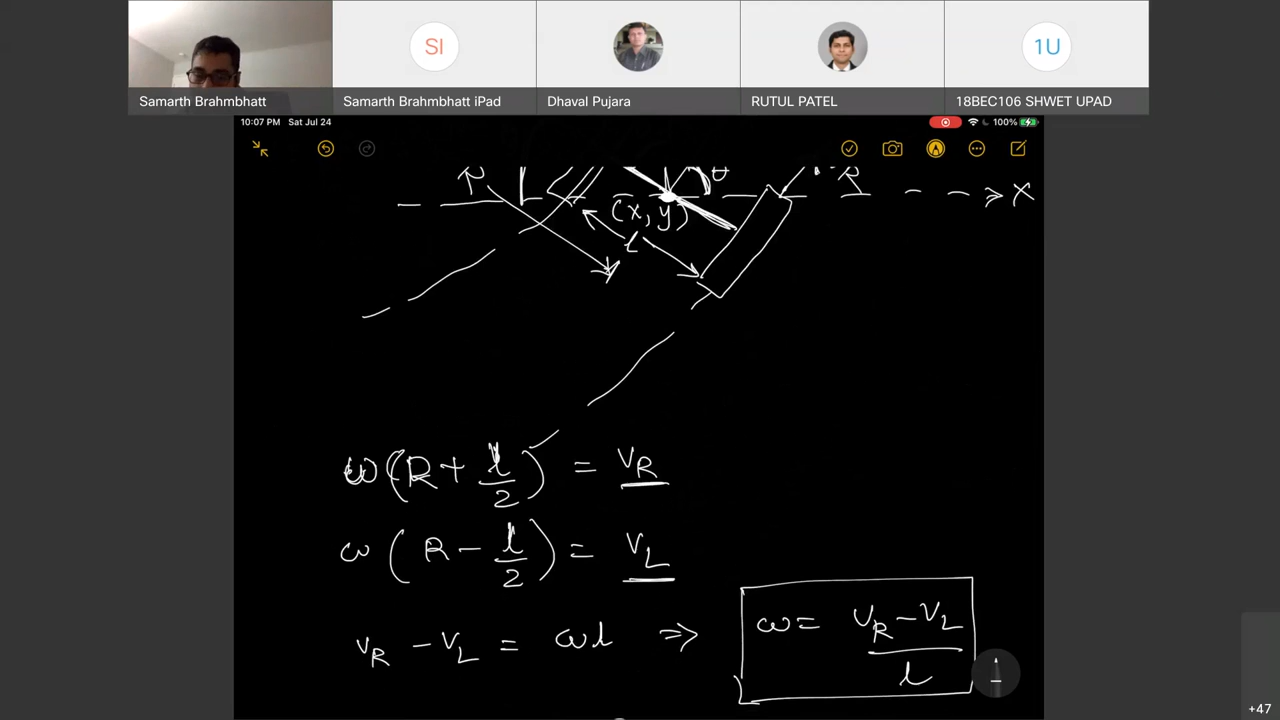 SI
1U
Samarth Brahmbhatt
Samarth Brahmbhatt iPad
Dhaval Pujara
RUTUL PATEL
18BEC106 SHWET UPAD
10:07 PM Sat Jul 24
100%
R
θ
R
X
(x, y)
l
ω(R + l/2) = V_R
ω(R - l/2) = V_L
V_R - V_L = ωl ⇒ ω = (V_R - V_L)/l
+47